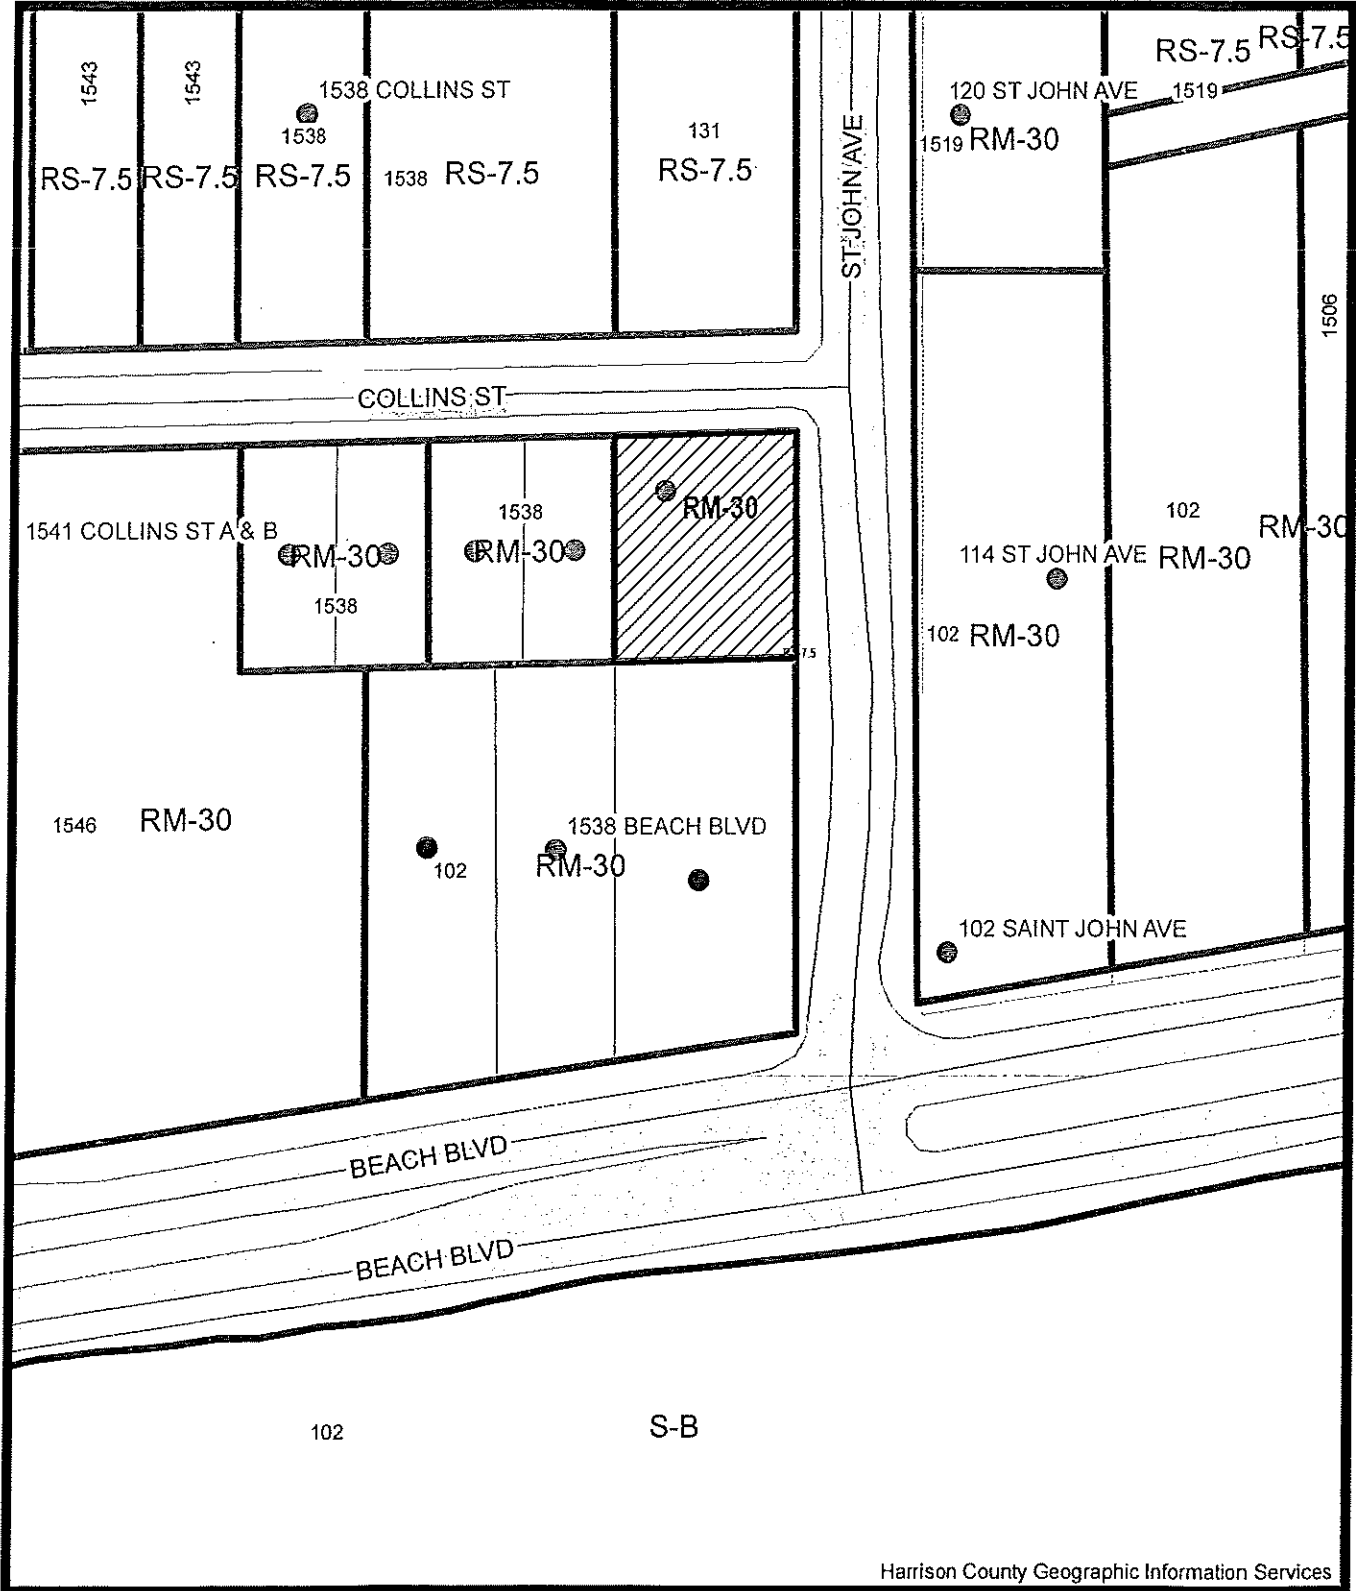 RS-7.5
RS-7.5
1543
1543
1538 COLLINS ST
1538
131
120 ST JOHN AVE
1519
1519
RM-30
RS-7.5
RS-7.5
RS-7.5
1538
RS-7.5
RS-7.5
ST JOHN AVE
1506
COLLINS ST
1541 COLLINS ST A & B
RM-30
1538
1538
RM-30
RM-30
102
RM-30
RM-30
114 ST JOHN AVE
102
RM-30
1546
RM-30
102
1538 BEACH BLVD
RM-30
102 SAINT JOHN AVE
BEACH BLVD
BEACH BLVD
102
S-B
Harrison County Geographic Information Services